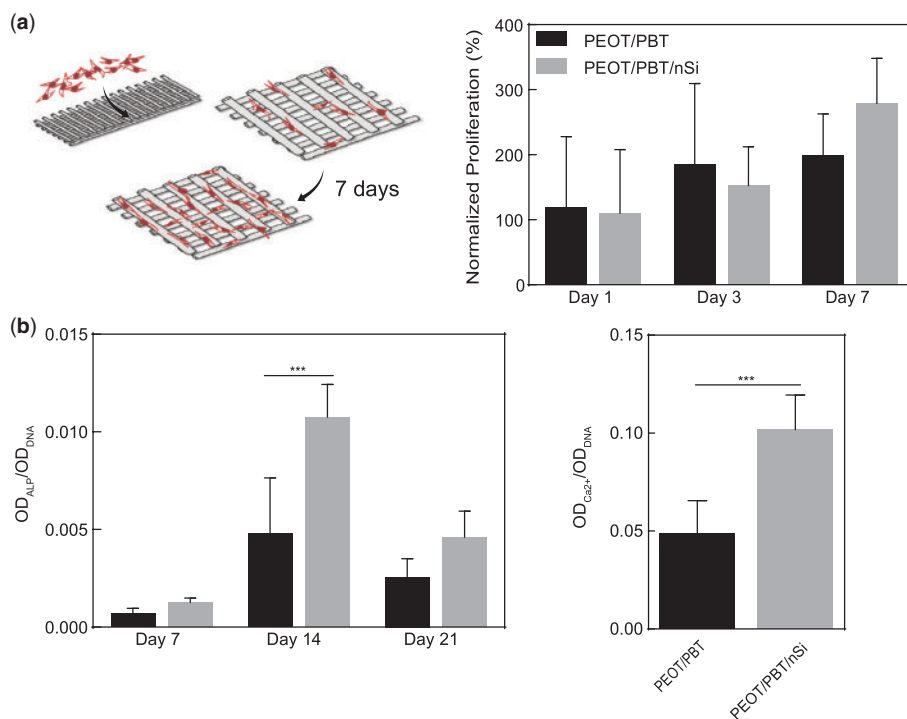 (a)
7 days
Normalized Proliferation (%)
400
300
200
100
0
PEOT/PBT
PEOT/PBT/nSi
Day 1
Day 3
Day 7
(b)
OD_ALP/OD_DNA
0.015
0.010
0.005
0.000
***
Day 7
Day 14
Day 21
OD_Ca2+/OD_DNA
0.15
0.10
0.05
0.00
***
PEOT/PBT
PEOT/PBT/nSi